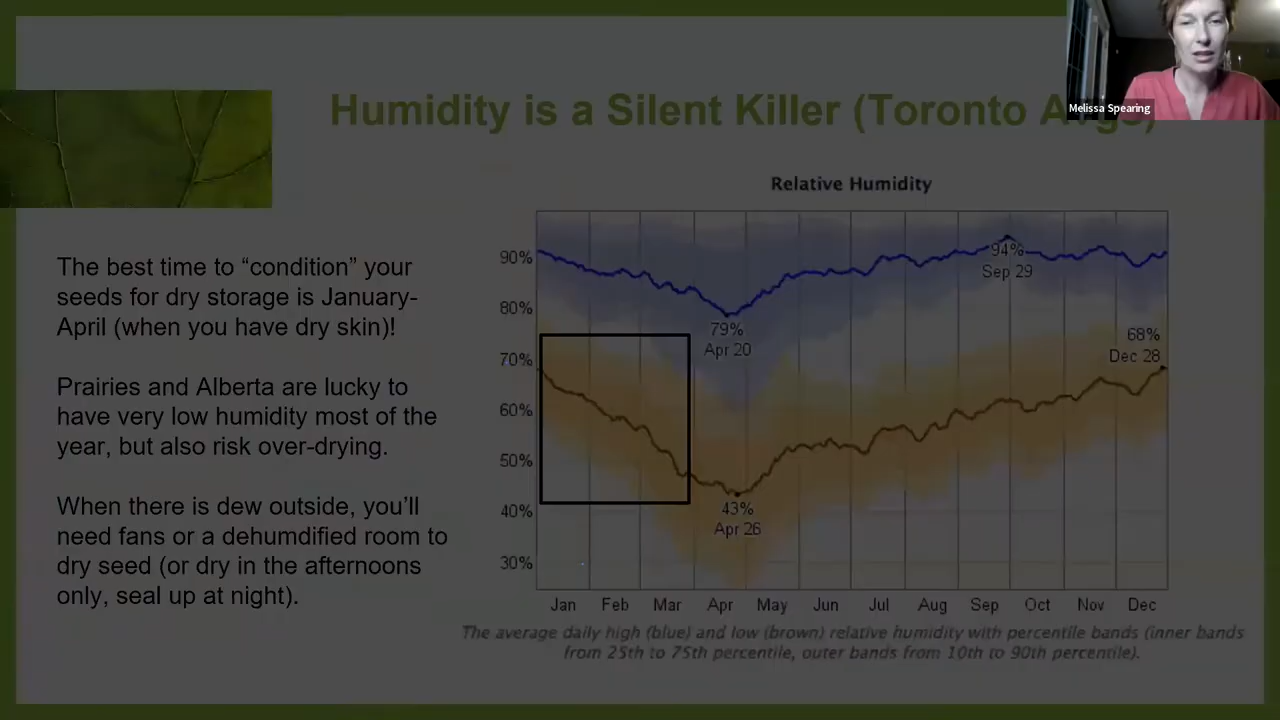 Melissa Spearing
Humidity is a Silent Killer (Toronto Avgs)
The best time to “condition” your
seeds for dry storage is January-
April (when you have dry skin)!
Prairies and Alberta are lucky to
have very low humidity most of the
year, but also risk over-drying.
When there is dew outside, you’ll
need fans or a dehumdified room to
dry seed (or dry in the afternoons
only, seal up at night).
Relative Humidity
90%
80%
70%
60%
50%
40%
30%
94%
Sep 29
79%
Apr 20
68%
Dec 28
43%
Apr 26
Jan Feb Mar Apr May Jun Jul Aug Sep Oct Nov Dec
The average daily high (blue) and low (brown) relative humidity with percentile bands (inner bands
from 25th to 75th percentile, outer bands from 10th to 90th percentile).